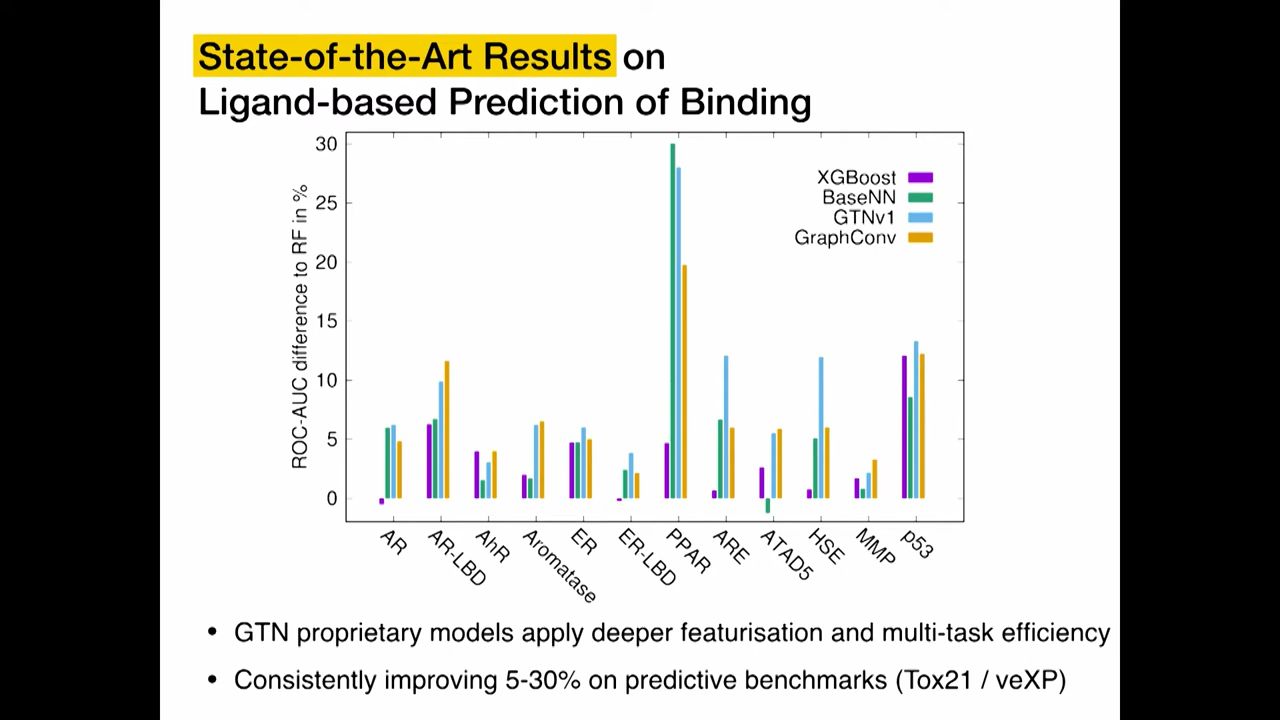 State-of-the-Art Results on
Ligand-based Prediction of Binding
ROC-AUC difference to RF in %
30
25
20
15
10
5
0
XGBoost
BaseNN
GTNv1
GraphConv
AR
AR-LBD
AhR
Aromatase
ER
ER-LBD
PPAR
ARE
ATAD5
HSE
MMP
p53
• GTN proprietary models apply deeper featurisation and multi-task efficiency
• Consistently improving 5-30% on predictive benchmarks (Tox21 / veXP)